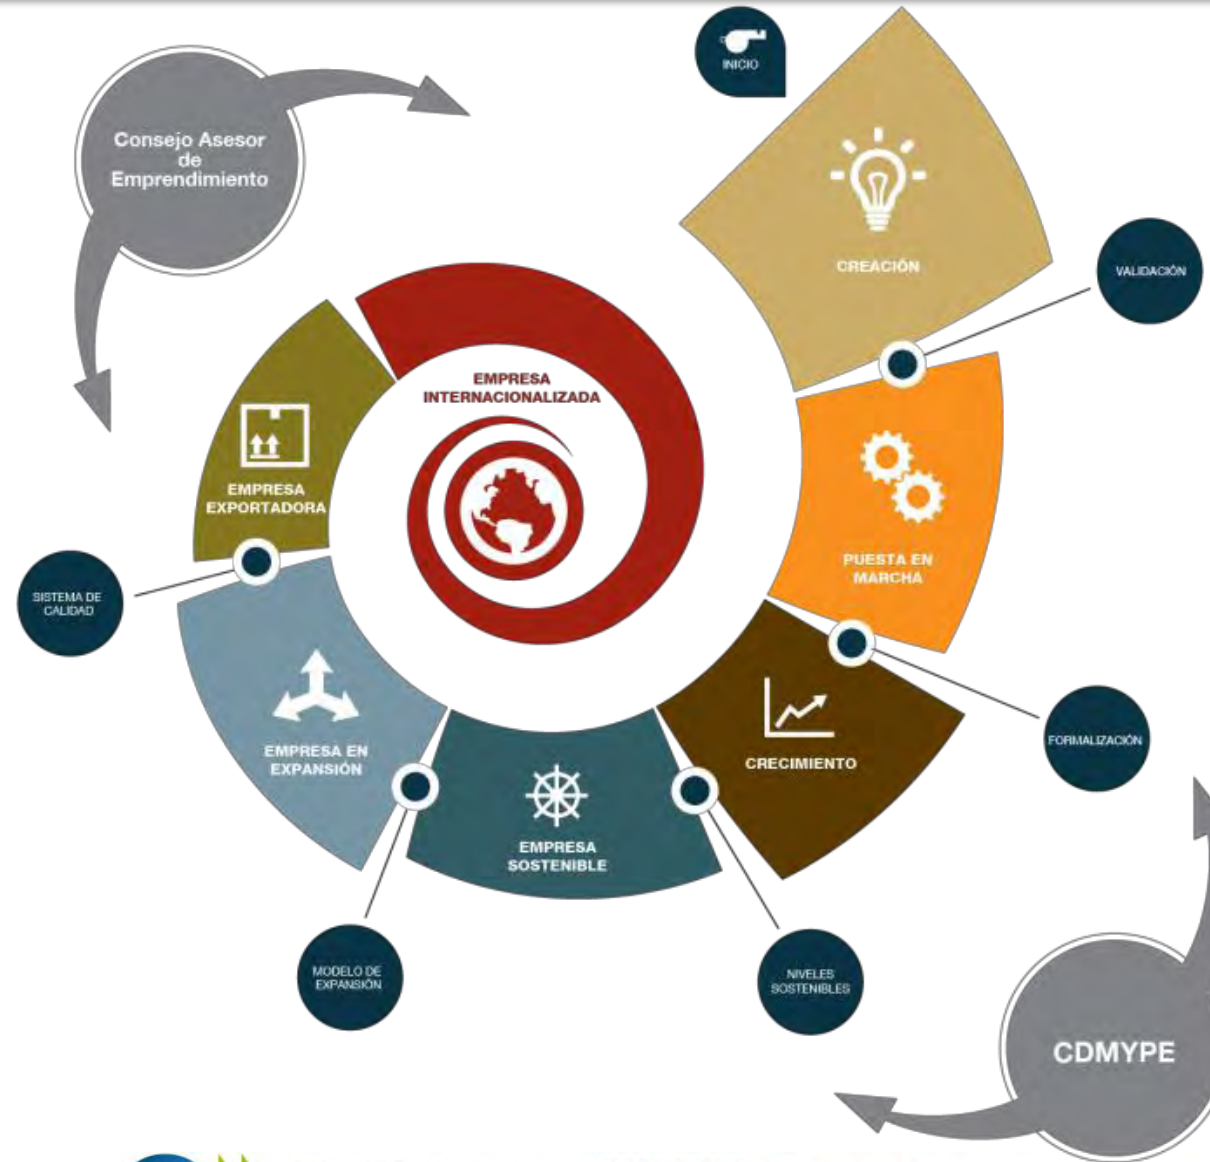 INICIO
Consejo Asesor
de
Emprendimiento
CREACIÓN
VALIDACIÓN
EMPRESA
INTERNACIONALIZADA
EMPRESA
EXPORTADORA
PUESTA EN
MARCHA
SISTEMA DE
CALIDAD
FORMALIZACIÓN
EMPRESA EN
EXPANSIÓN
CRECIMIENTO
EMPRESA
SOSTENIBLE
MODELO DE
EXPANSIÓN
NIVELES
SOSTENIBLES
CDMYPE